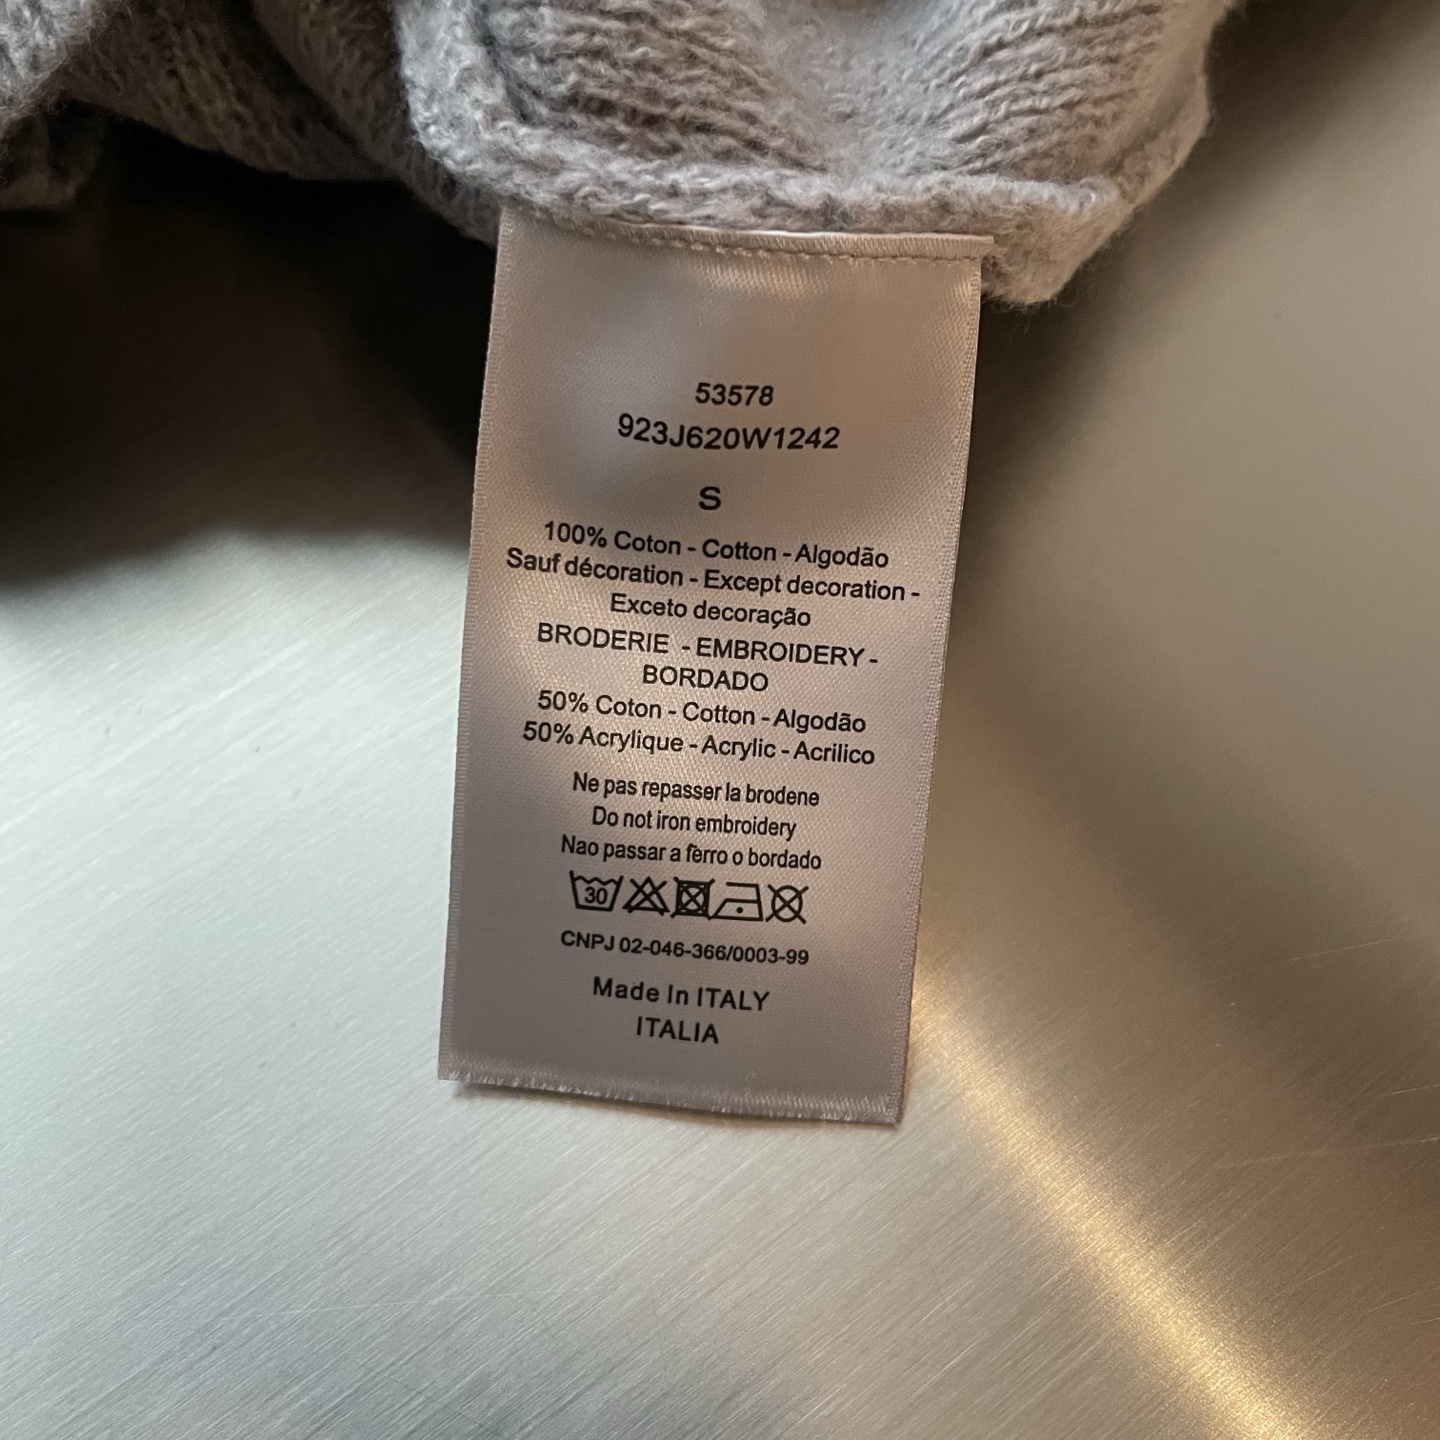 53578
923J620W1242
S
100% Coton - Cotton - Algodão
Sauf décoration - Except decoration -
Exceto decoração
BRODERIE - EMBROIDERY -
BORDADO
50% Coton - Cotton - Algodão
50% Acrylique - Acrylic - Acrilico
Ne pas repasser la brodene
Do not iron embroidery
Nao passar a fèrro o bordado
30
CNPJ 02-046-366/0003-99
Made In ITALY
ITALIA